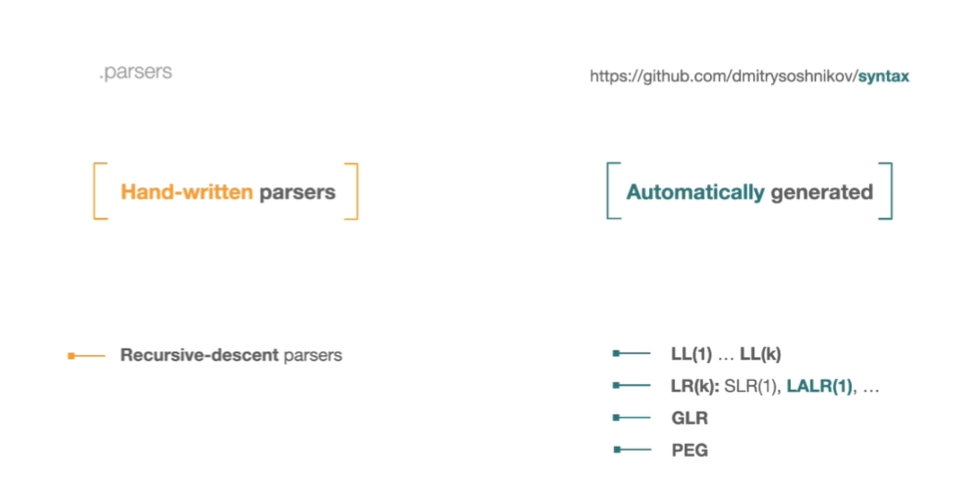 .parsers
https://github.com/dmitrysoshnikov/syntax
Hand-written parsers
Automatically generated
Recursive-descent parsers
LL(1) … LL(k)
LR(k): SLR(1), LALR(1), …
GLR
PEG